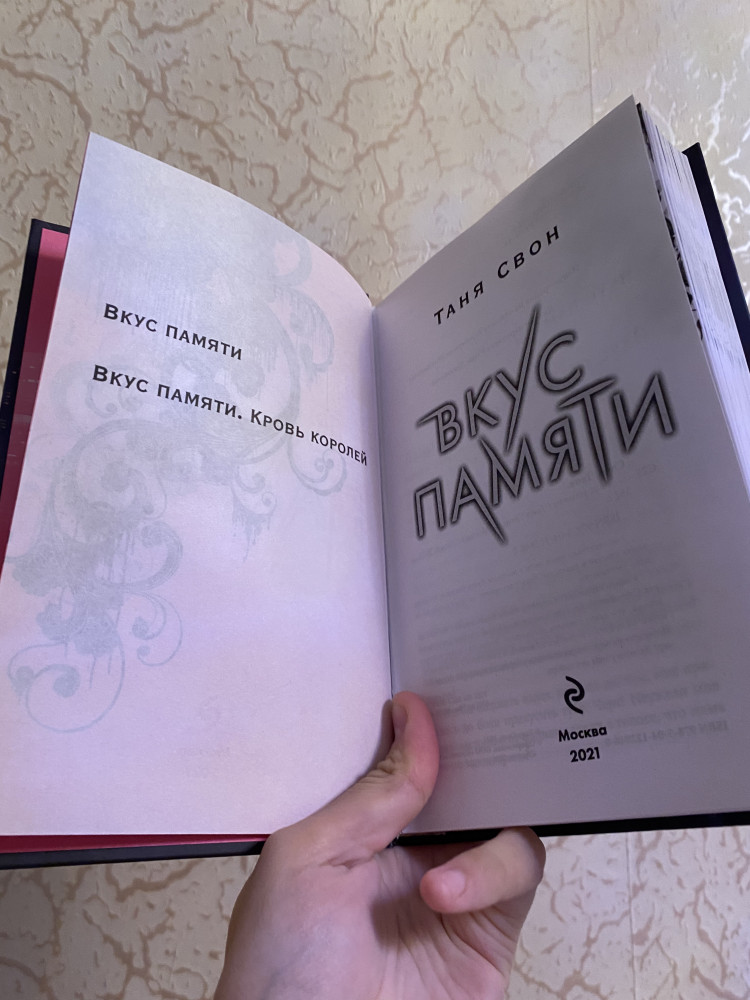 Вкус памяти
Вкус памяти. Кровь королей
Таня Свон
ВКУС
ПАМЯТИ
Москва
2021